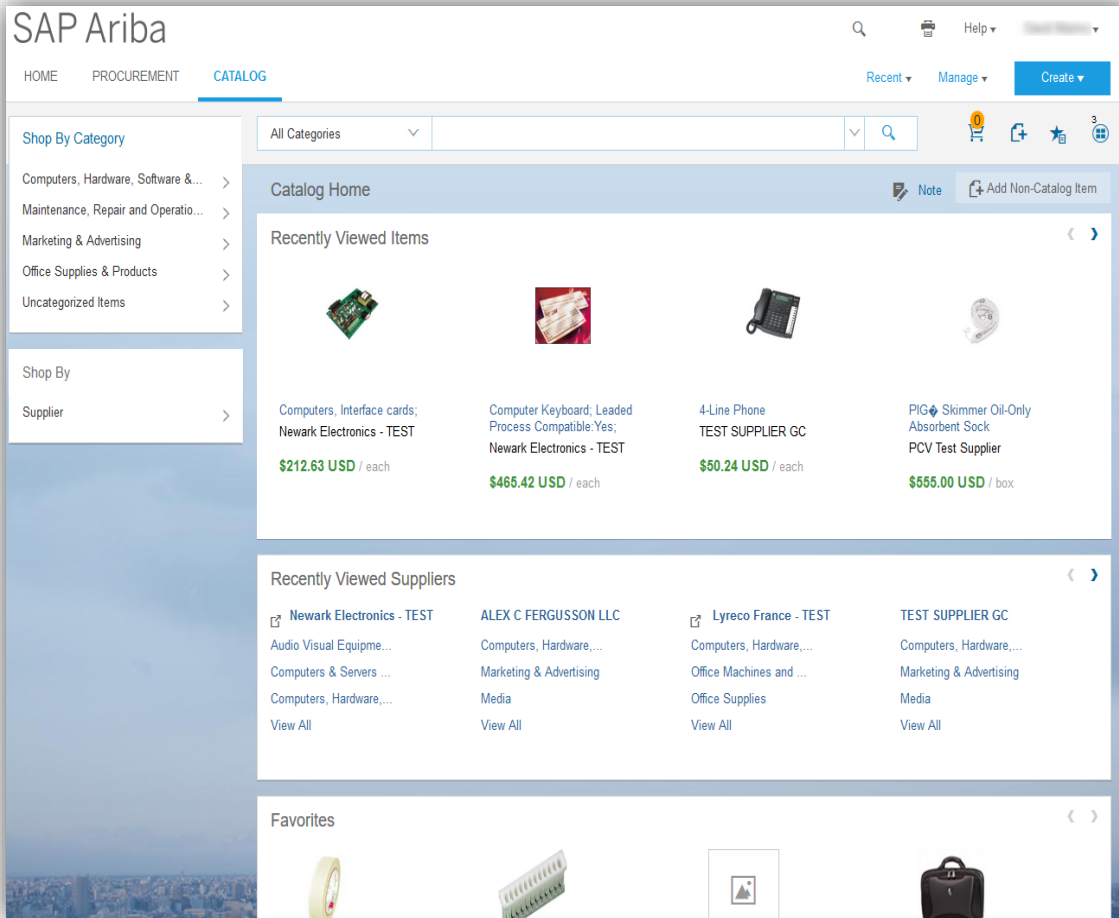 SAP Ariba
Help
HOME PROCUREMENT CATALOG
Recent Manage Create
Shop By Category
Computers, Hardware, Software &...
Maintenance, Repair and Operatio...
Marketing & Advertising
Office Supplies & Products
Uncategorized Items
Shop By
Supplier
All Categories
0
3
Catalog Home
Note
Add Non-Catalog Item
Recently Viewed Items
Computers, Interface cards;
Newark Electronics - TEST
$212.63 USD / each
Computer Keyboard; Leaded
Process Compatible:Yes;
Newark Electronics - TEST
$465.42 USD / each
4-Line Phone
TEST SUPPLIER GC
$50.24 USD / each
PIG� Skimmer Oil-Only
Absorbent Sock
PCV Test Supplier
$555.00 USD / box
Recently Viewed Suppliers
Newark Electronics - TEST
Audio Visual Equipme...
Computers & Servers ...
Computers, Hardware,...
View All
ALEX C FERGUSSON LLC
Computers, Hardware,...
Marketing & Advertising
Media
View All
Lyreco France - TEST
Computers, Hardware,...
Office Machines and ...
Office Supplies
View All
TEST SUPPLIER GC
Computers, Hardware,...
Marketing & Advertising
Media
View All
Favorites